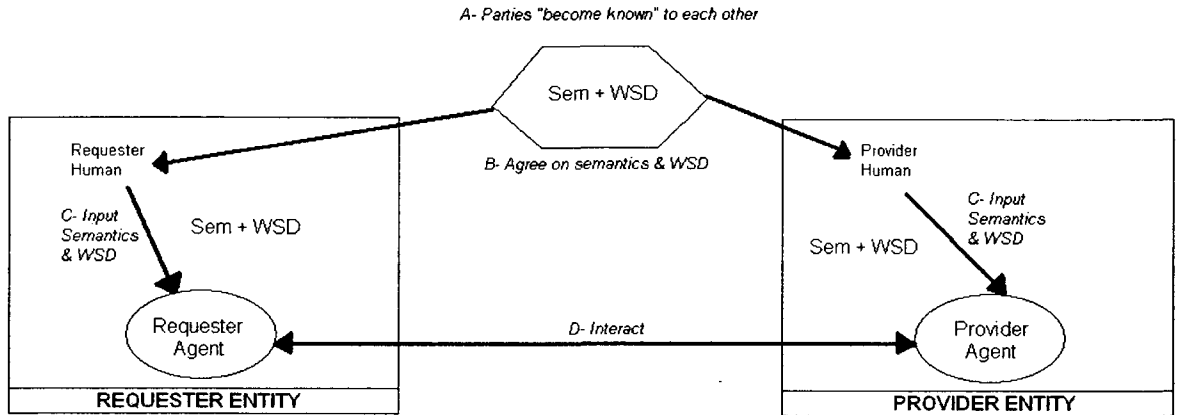 A- Parties "become known" to each other
Sem + WSD
B- Agree on semantics & WSD
Requester
Human
C- Input
Semantics
& WSD
Sem + WSD
Requester
Agent
REQUESTER ENTITY
D- Interact
Provider
Human
C- Input
Semantics
& WSD
Sem + WSD
Provider
Agent
PROVIDER ENTITY